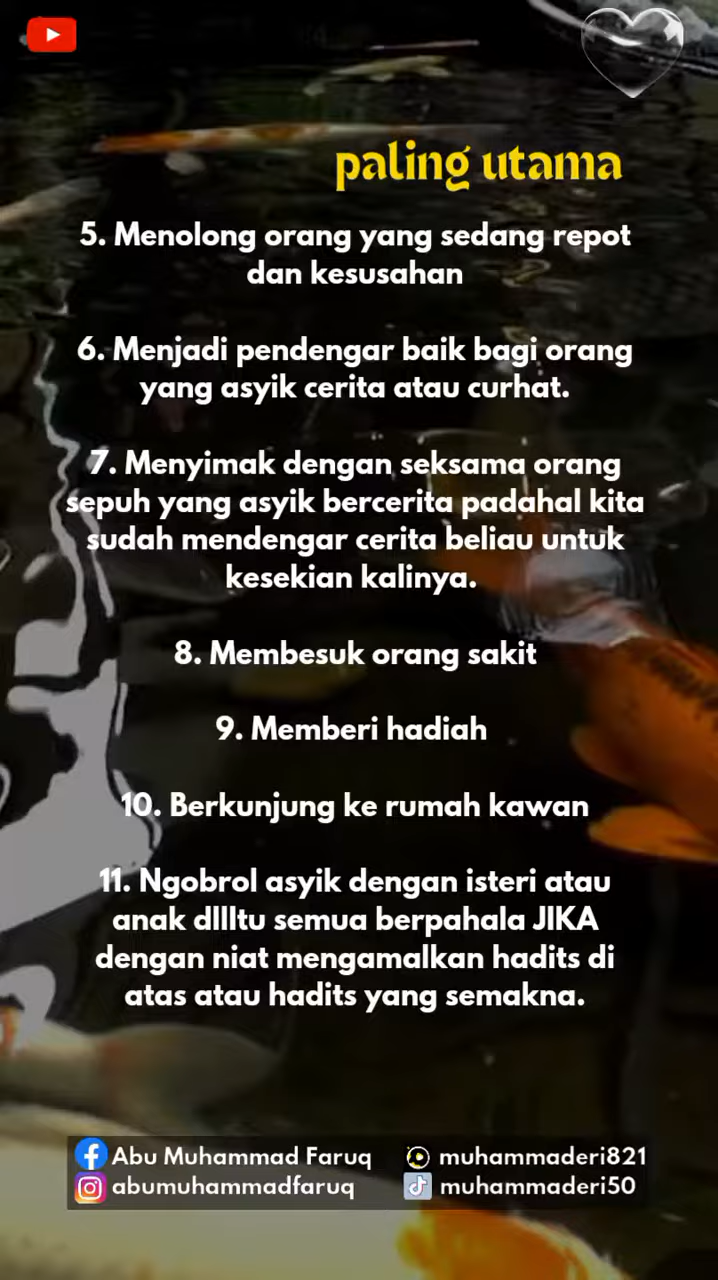 paling utama
5. Menolong orang yang sedang repot
dan kesusahan
6. Menjadi pendengar baik bagi orang
yang asyik cerita atau curhat.
7. Menyimak dengan seksama orang
sepuh yang asyik bercerita padahal kita
sudah mendengar cerita beliau untuk
kesekian kalinya.
8. Membesuk orang sakit
9. Memberi hadiah
10. Berkunjung ke rumah kawan
11. Ngobrol asyik dengan isteri atau
anak dllItu semua berpahala JIKA
dengan niat mengamalkan hadits di
atas atau hadits yang semakna.
Abu Muhammad Faruq
muhammaderi821
abumuhammadfaruq
muhammaderi50